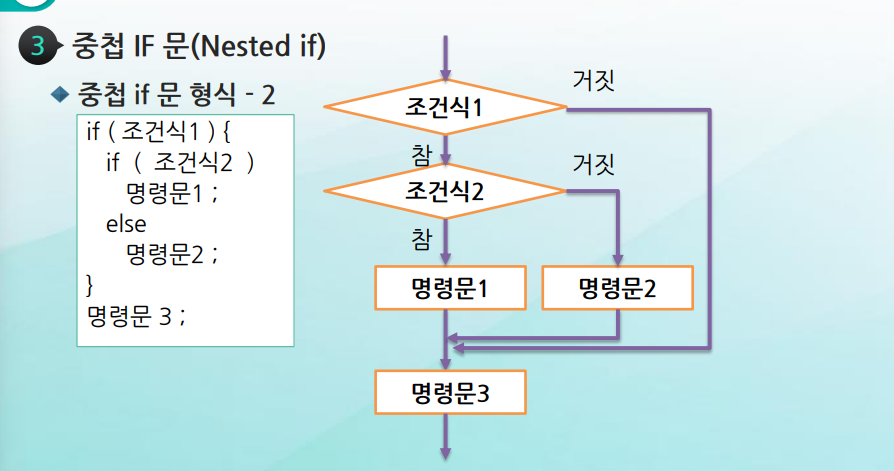 3 중첩 IF 문(Nested if)
중첩 if 문 형식 - 2
if ( 조건식1 ) {
if ( 조건식2 )
명령문1 ;
else
명령문2 ;
}
명령문 3 ;
조건식1
거짓
참
조건식2
거짓
참
명령문1
명령문2
명령문3